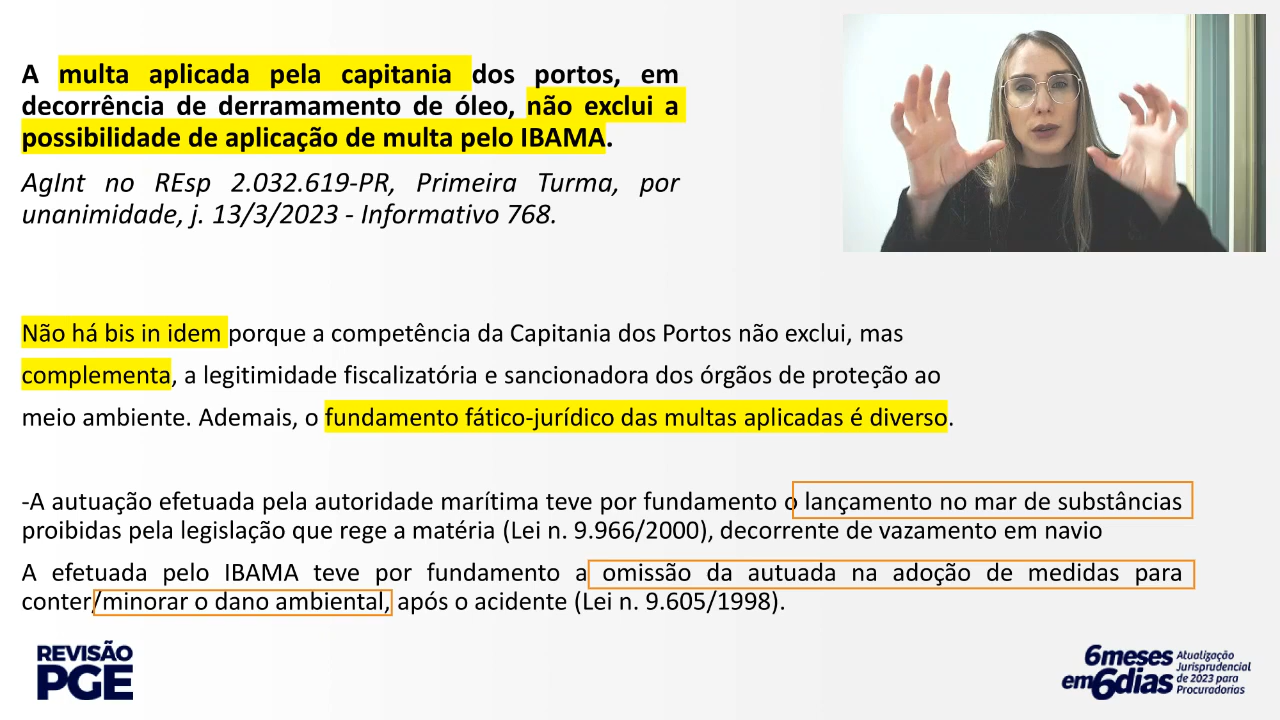 A multa aplicada pela capitania dos portos, em
decorrência de derramamento de óleo, não exclui a
possibilidade de aplicação de multa pelo IBAMA.
AgInt no REsp 2.032.619-PR, Primeira Turma, por
unanimidade, j. 13/3/2023 - Informativo 768.
Não há bis in idem porque a competência da Capitania dos Portos não exclui, mas
complementa, a legitimidade fiscalizatória e sancionadora dos órgãos de proteção ao
meio ambiente. Ademais, o fundamento fático-jurídico das multas aplicadas é diverso.
-A autuação efetuada pela autoridade marítima teve por fundamento o lançamento no mar de substâncias
proibidas pela legislação que rege a matéria (Lei n. 9.966/2000), decorrente de vazamento em navio
A efetuada pelo IBAMA teve por fundamento a omissão da autuada na adoção de medidas para
conter/minorar o dano ambiental, após o acidente (Lei n. 9.605/1998).
REVISÃO
PGE
6meses
em6dias
Atualização
Jurisprudencial
de 2023 para
Procuradorias